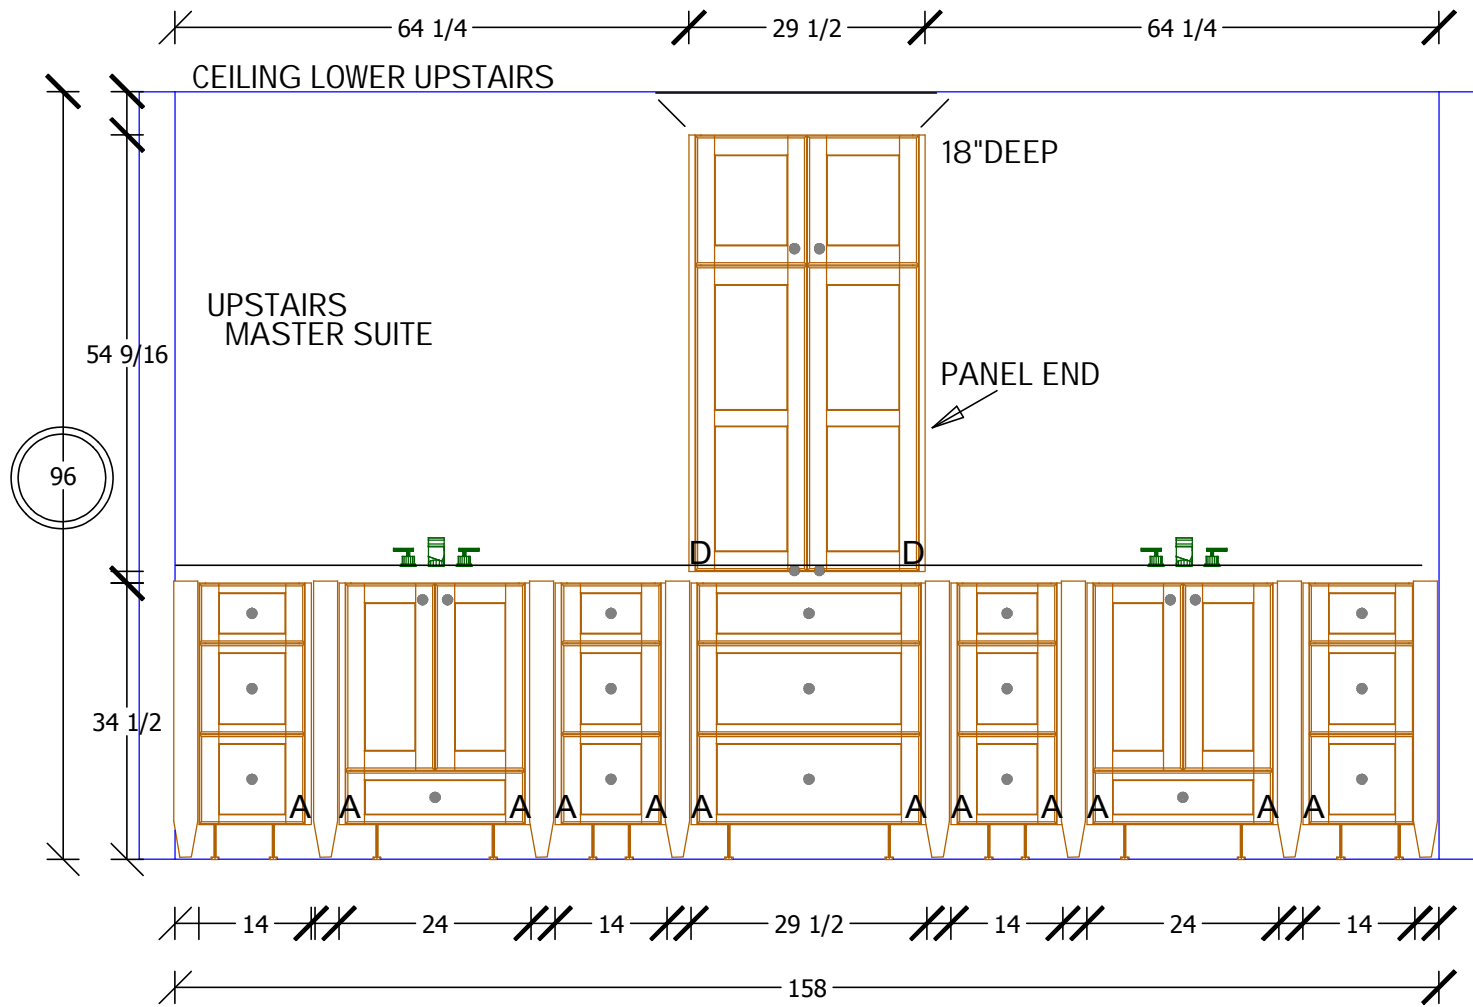 64 1/4 29 1/2 64 1/4
CEILING LOWER UPSTAIRS
18"DEEP
UPSTAIRS
MASTER SUITE
54 9/16
PANEL END
96
D D
34 1/2
A A A A A A A A A A A A
14 24 14 29 1/2 14 24 14
158